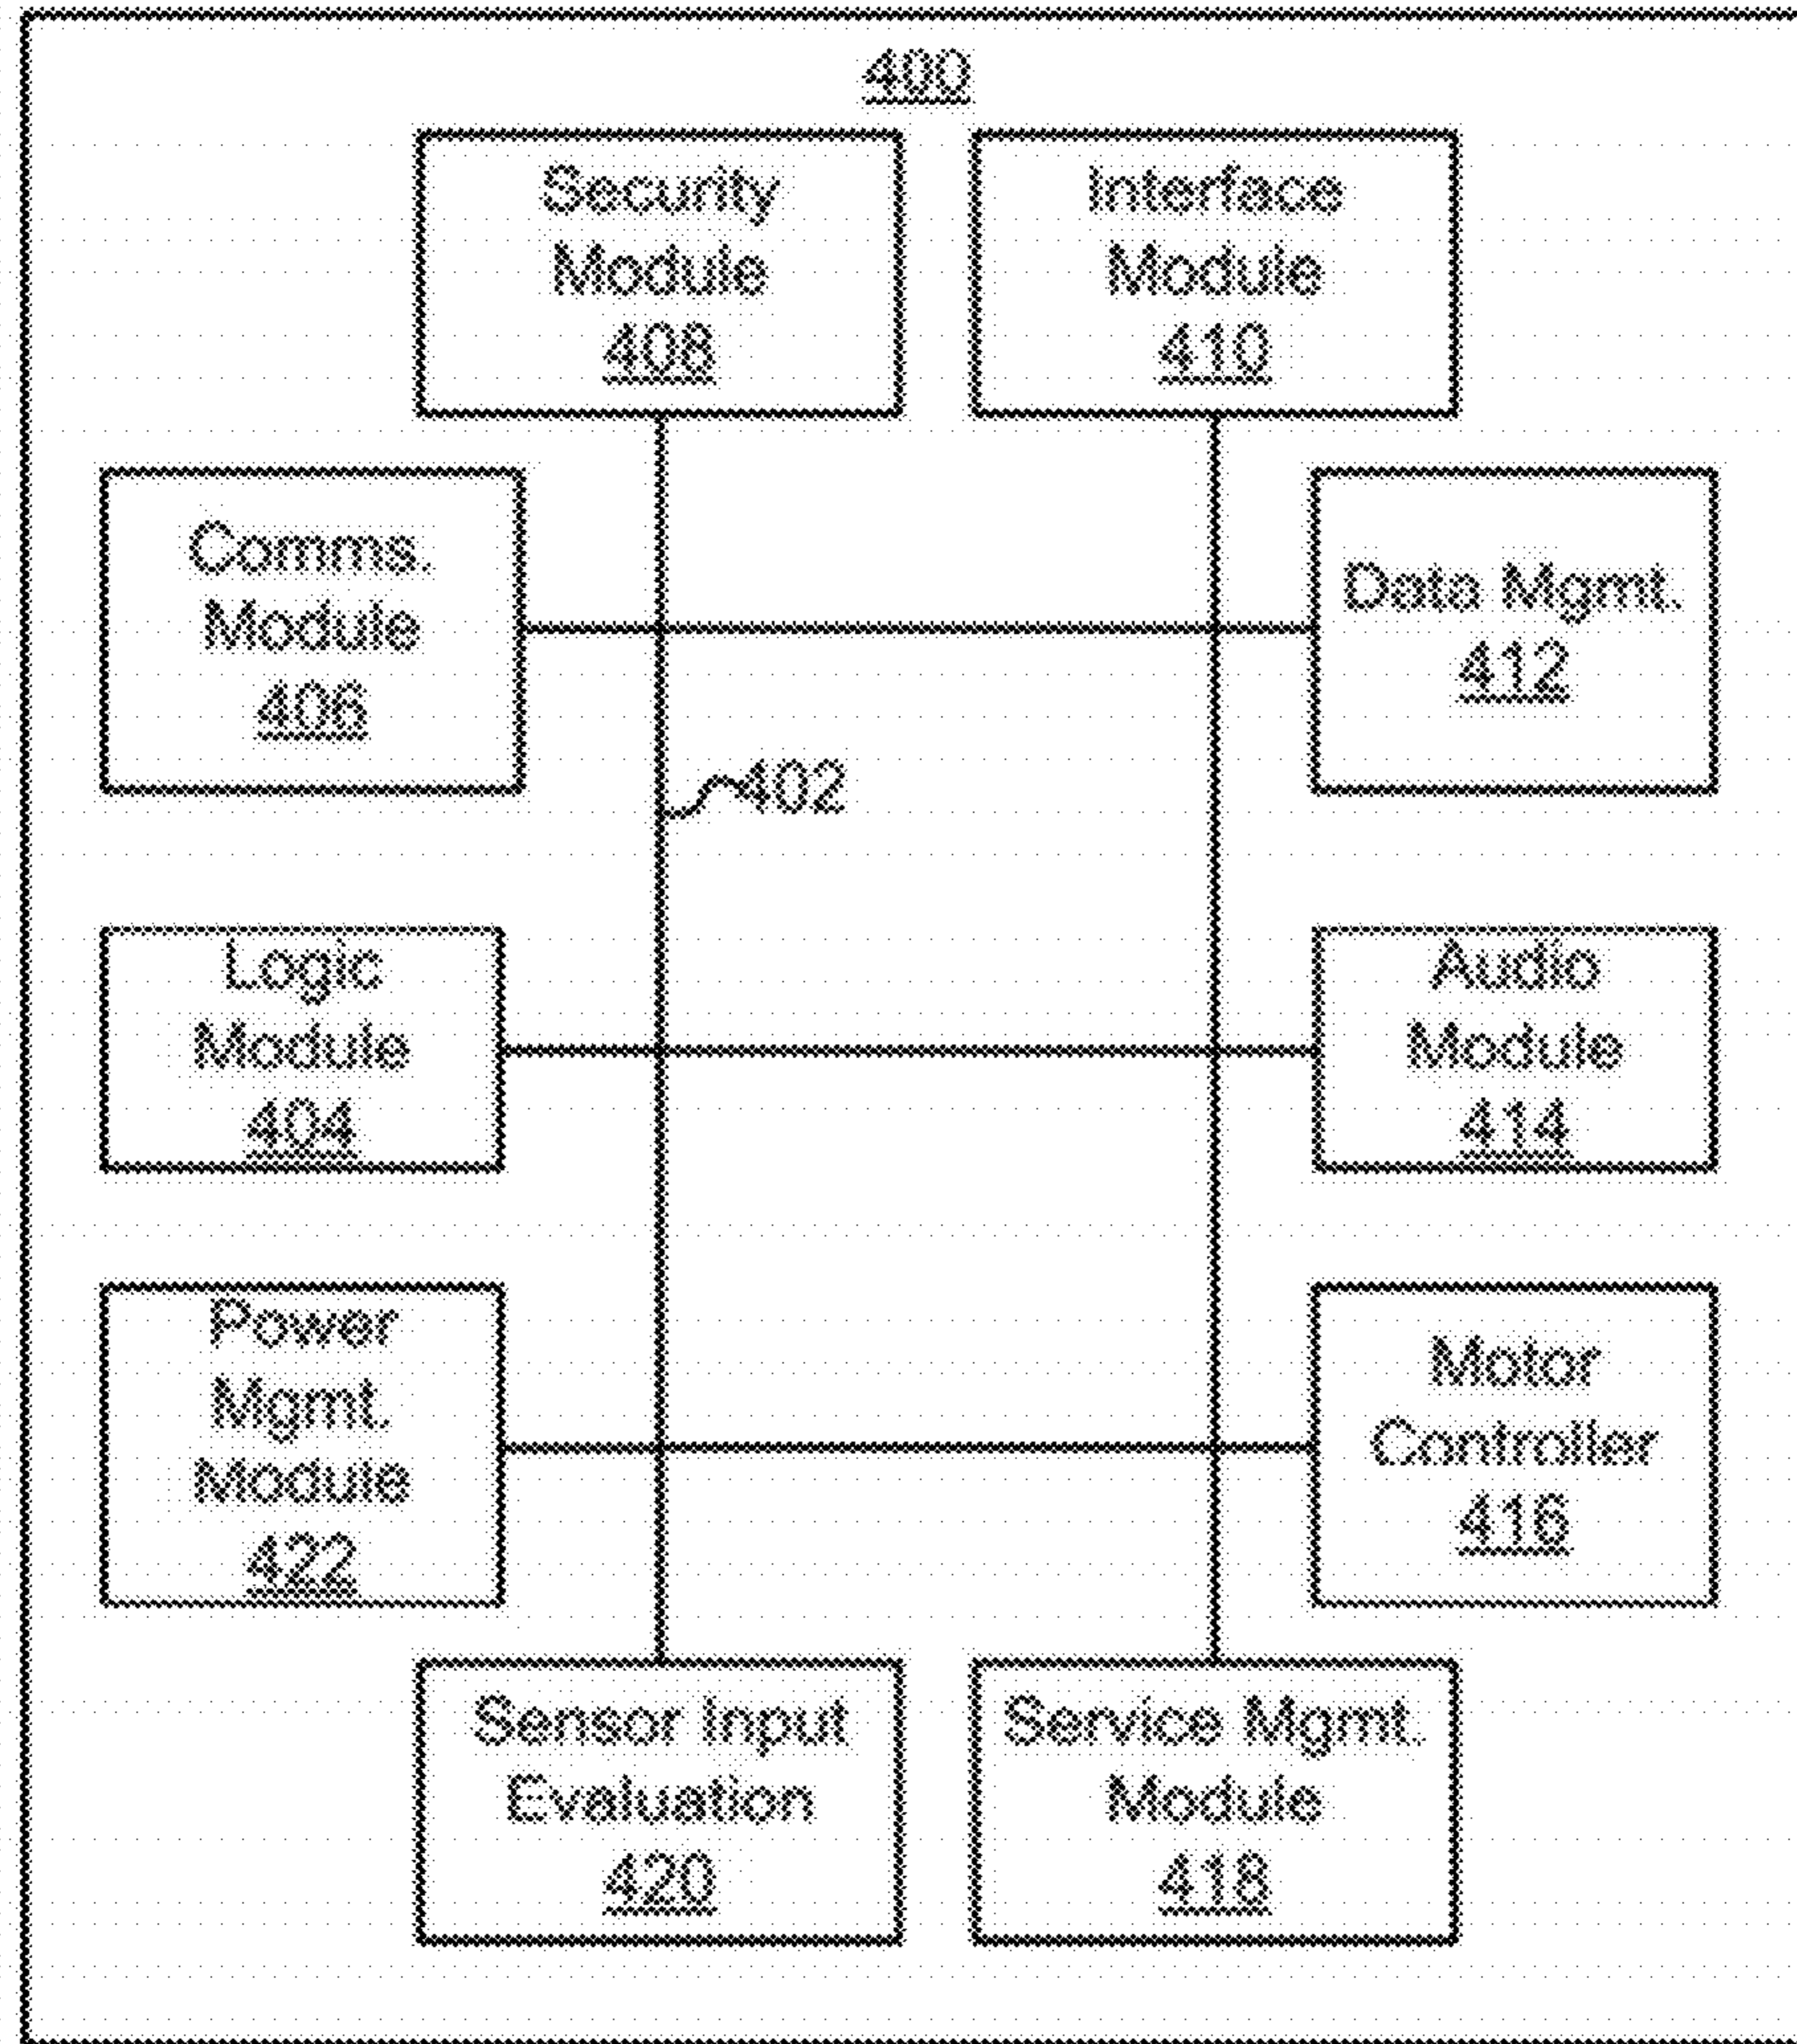 400
Security
Module
408
Interface
Module
410
Comms.
Module
406
Data Mgmt.
412
402
Logic
Module
404
Audio
Module
414
Power
Mgmt.
Module
422
Motor
Controller
416
Sensor Input
Evaluation
420
Service Mgmt.
Module
418